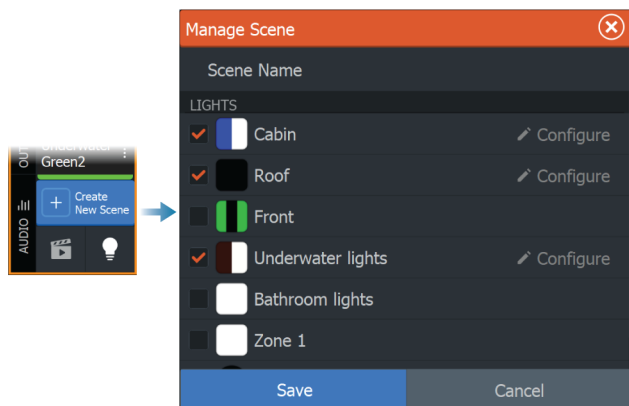 Underwater
Green2
OUT
AUDIO
Create
New Scene
Manage Scene
Scene Name
LIGHTS
Cabin
Configure
Roof
Configure
Front
Underwater lights
Configure
Bathroom lights
Zone 1
Save
Cancel